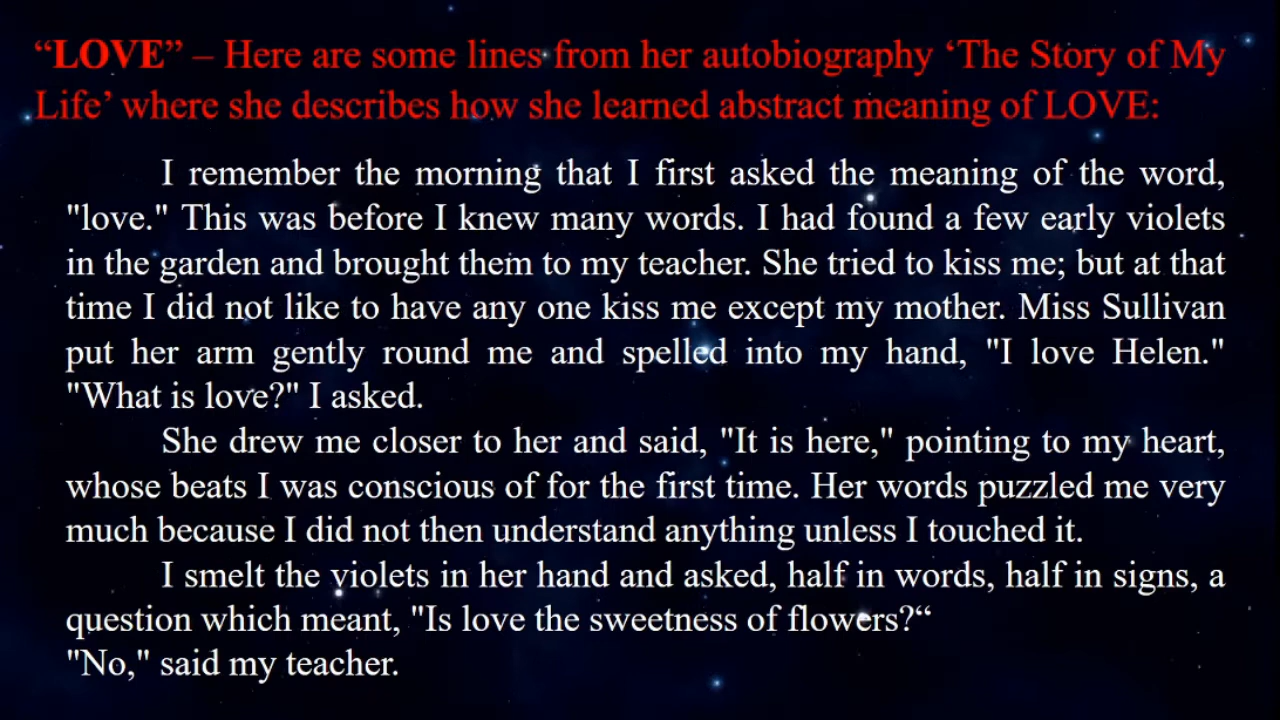 “LOVE” – Here are some lines from her autobiography ‘The Story of My
Life’ where she describes how she learned abstract meaning of LOVE:
I remember the morning that I first asked the meaning of the word,
"love." This was before I knew many words. I had found a few early violets
in the garden and brought them to my teacher. She tried to kiss me; but at that
time I did not like to have any one kiss me except my mother. Miss Sullivan
put her arm gently round me and spelled into my hand, "I love Helen."
"What is love?" I asked.
She drew me closer to her and said, "It is here," pointing to my heart,
whose beats I was conscious of for the first time. Her words puzzled me very
much because I did not then understand anything unless I touched it.
I smelt the violets in her hand and asked, half in words, half in signs, a
question which meant, "Is love the sweetness of flowers?“
"No," said my teacher.